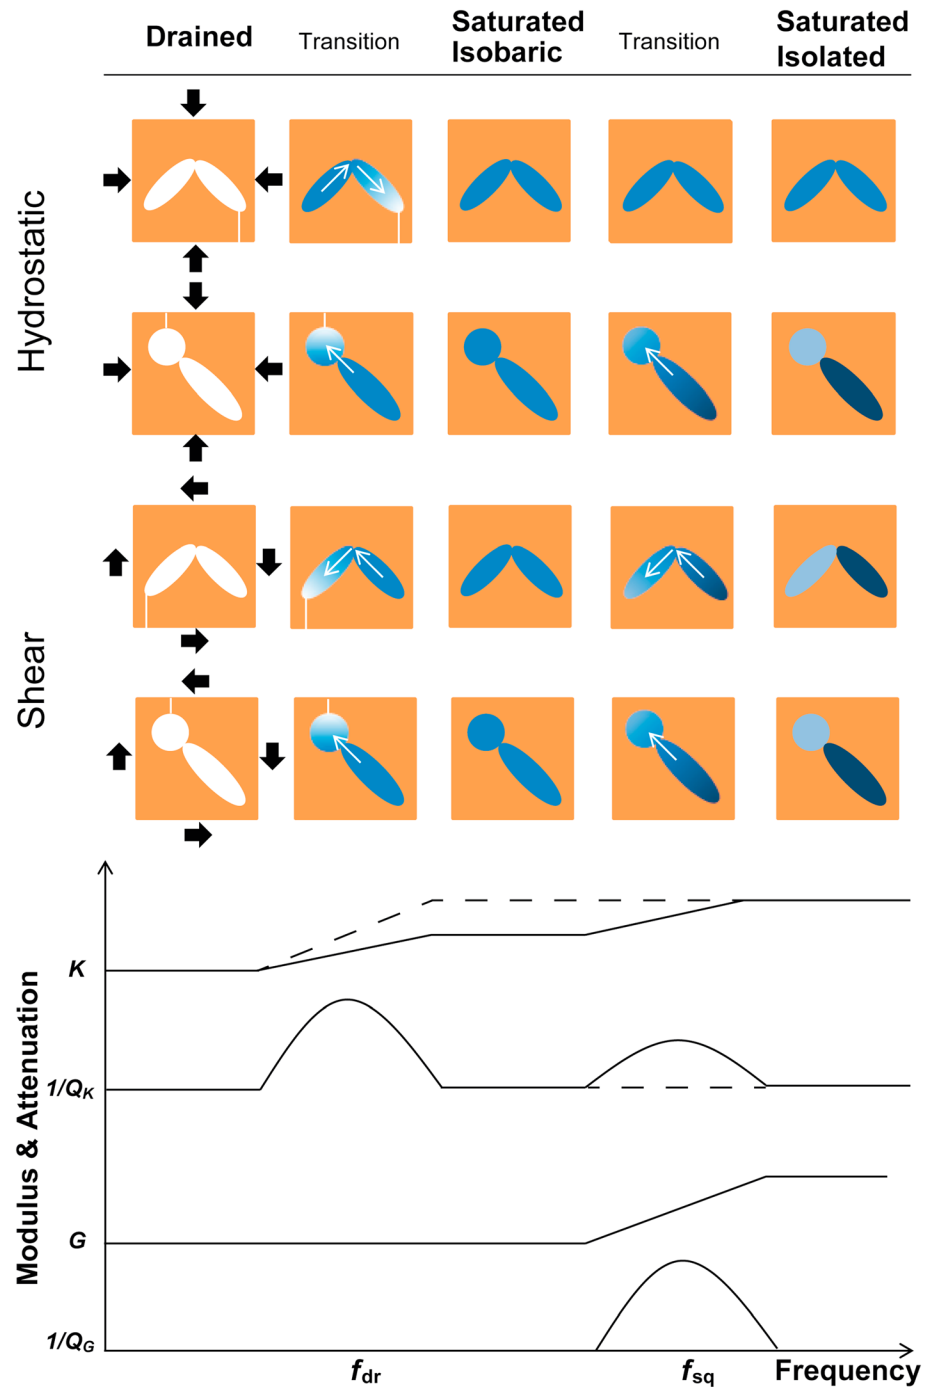 Drained
Transition
Saturated
Isobaric
Transition
Saturated
Isolated
Hydrostatic
Shear
Modulus & Attenuation
K
1/QK
G
1/QG
fdr
fsq
Frequency